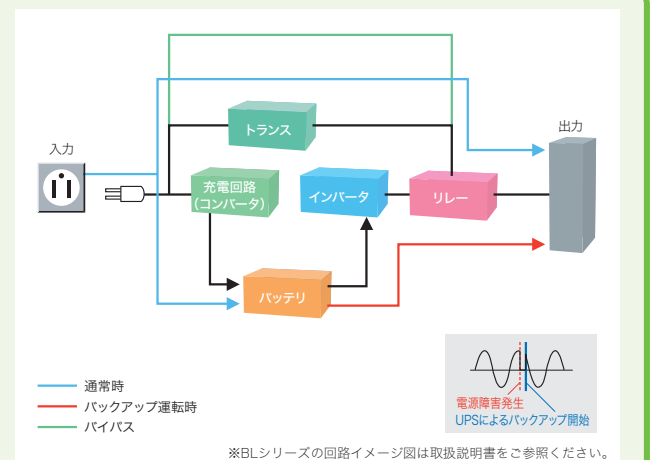 入力
出力
トランス
充電回路
(コンバータ)
インバータ
リレー
バッテリ
通常時
バックアップ運転時
バイパス
電源障害発生
UPSによるバックアップ開始
※BLシリーズの回路イメージ図は取扱説明書をご参照ください。